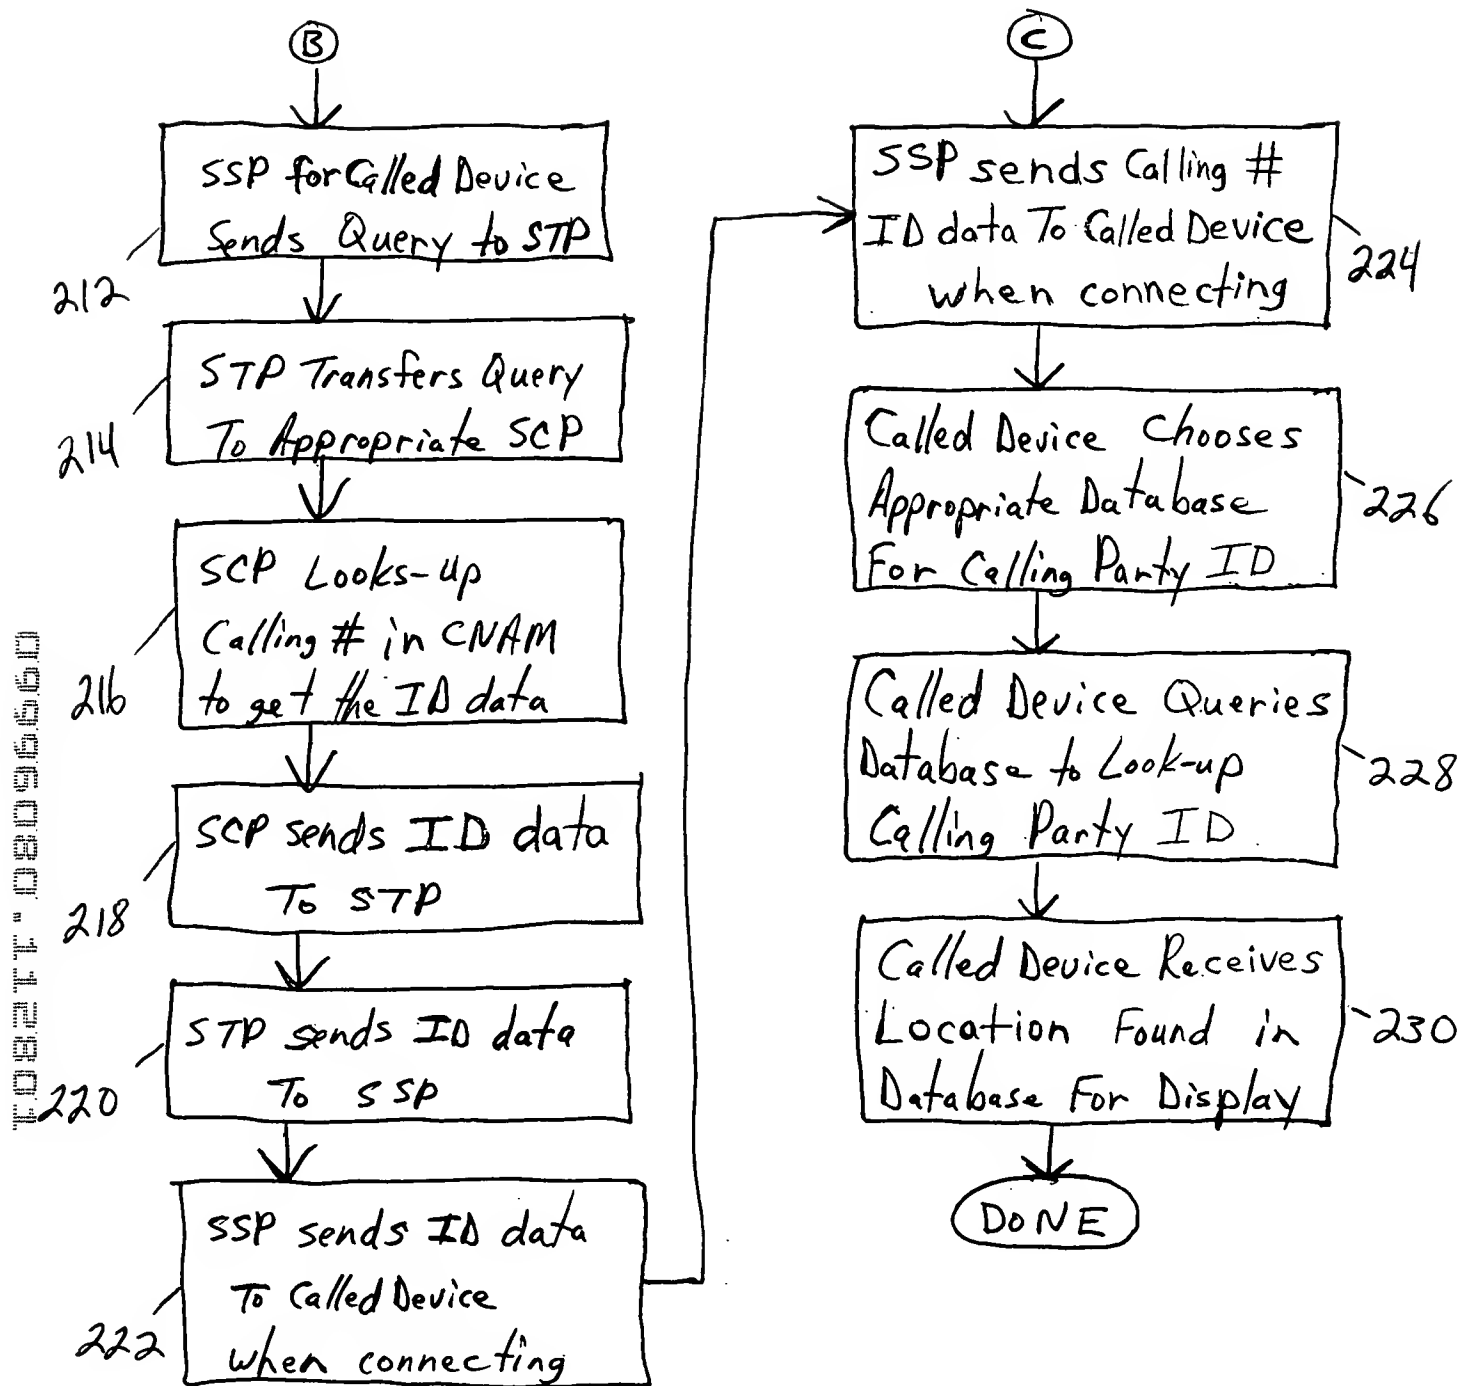 B
SSP for Called Device
Sends Query to STP
212
STP Transfers Query
To Appropriate SCP
214
SCP Looks-up
Calling # in CNAM
to get the ID data
216
SCP sends ID data
To STP
218
STP sends ID data
To SSP
220
SSP sends ID data
To Called Device
when connecting
222
C
SSP sends Calling #
ID data To Called Device
when connecting
224
Called Device Chooses
Appropriate Database
For Calling Party ID
226
Called Device Queries
Database to Look-up
Calling Party ID
228
Called Device Receives
Location Found in
Database For Display
230
DONE
09996080.112801